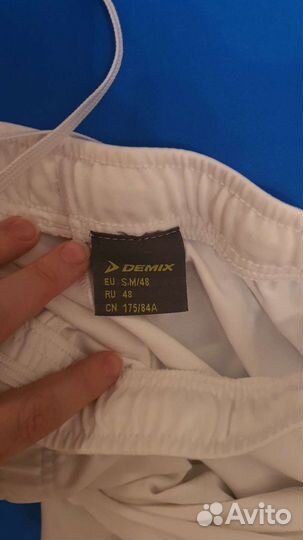 DEMIX
EU S.M/48
RU 48
CN 175/84A
Avito